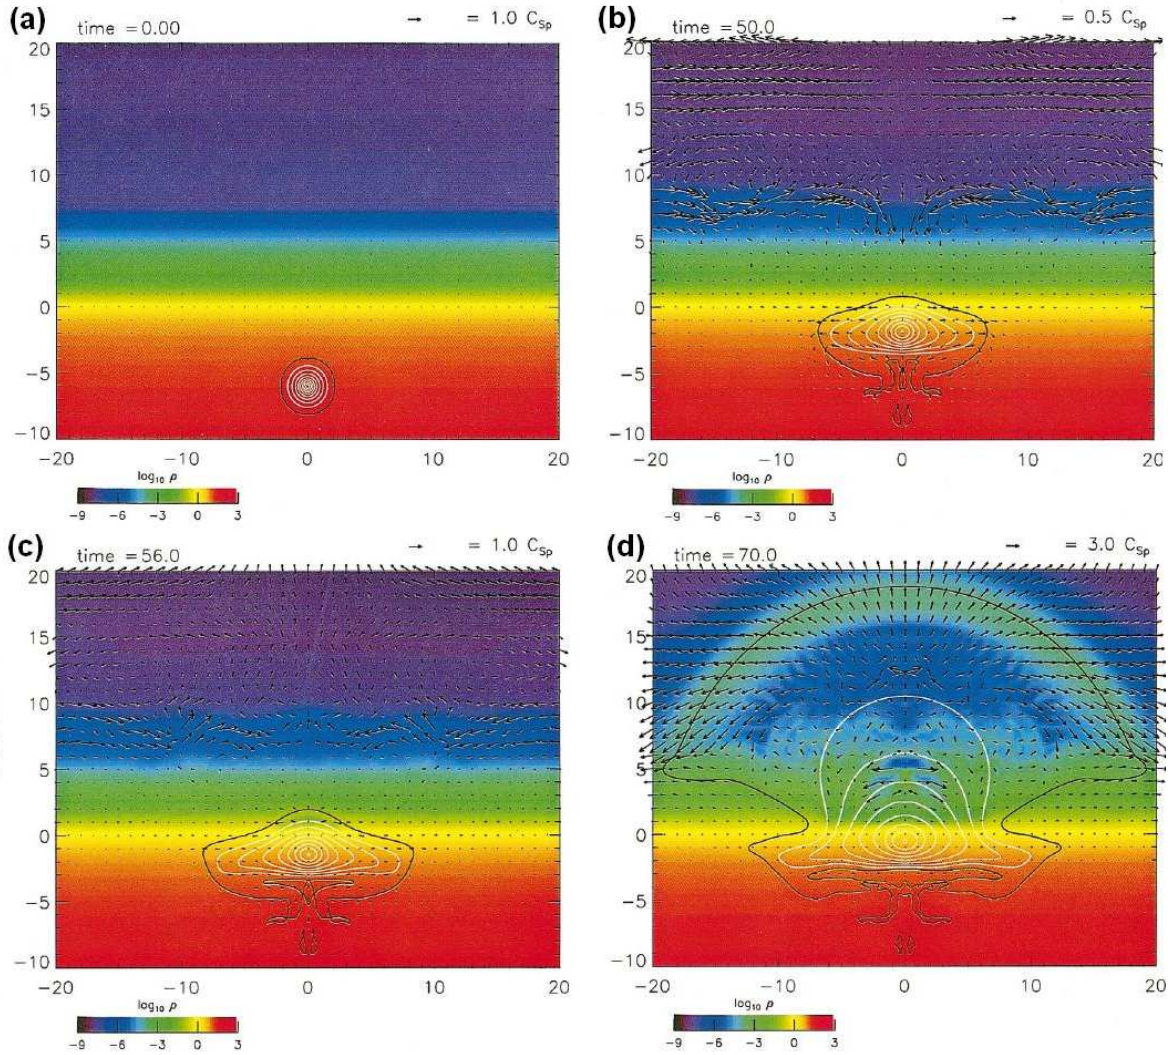 (a) time = 0.00 → = 1.0 C_Sp
20
15
10
5
0
−5
−10
−20 −10 0 10 20
log₁₀ ρ
−9 −6 −3 0 3
(b) time = 50.0 → = 0.5 C_Sp
20
15
10
5
0
−5
−10
−20 −10 0 10 20
log₁₀ ρ
−9 −6 −3 0 3
(c) time = 56.0 → = 1.0 C_Sp
20
15
10
5
0
−5
−10
−20 −10 0 10 20
log₁₀ ρ
−9 −6 −3 0 3
(d) time = 70.0 → = 3.0 C_Sp
20
15
10
5
0
−5
−10
−20 −10 0 10 20
log₁₀ ρ
−9 −6 −3 0 3